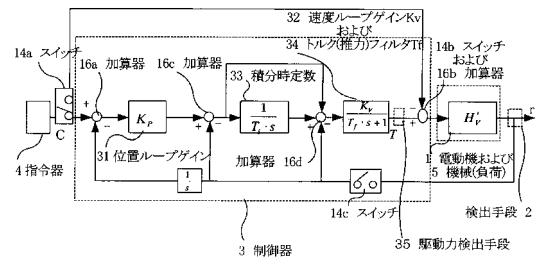 32 速度ループゲインKv
および
34 トルク(推力)フィルタTf
14a スイッチ
16a 加算器
16c 加算器
33 積分時定数
14b スイッチ
および
16b 加算器
+
-
C
K_P
+
-
1
T_i・s
+
+
-
K_v
T_f・s+1
T
-
+
H'_V
r
4 指令器
31 位置ループゲイン
加算器
16d
1 電動機および
5 機械(負荷)
1
s
14c スイッチ
検出手段 2
3 制御器
35 駆動力検出手段